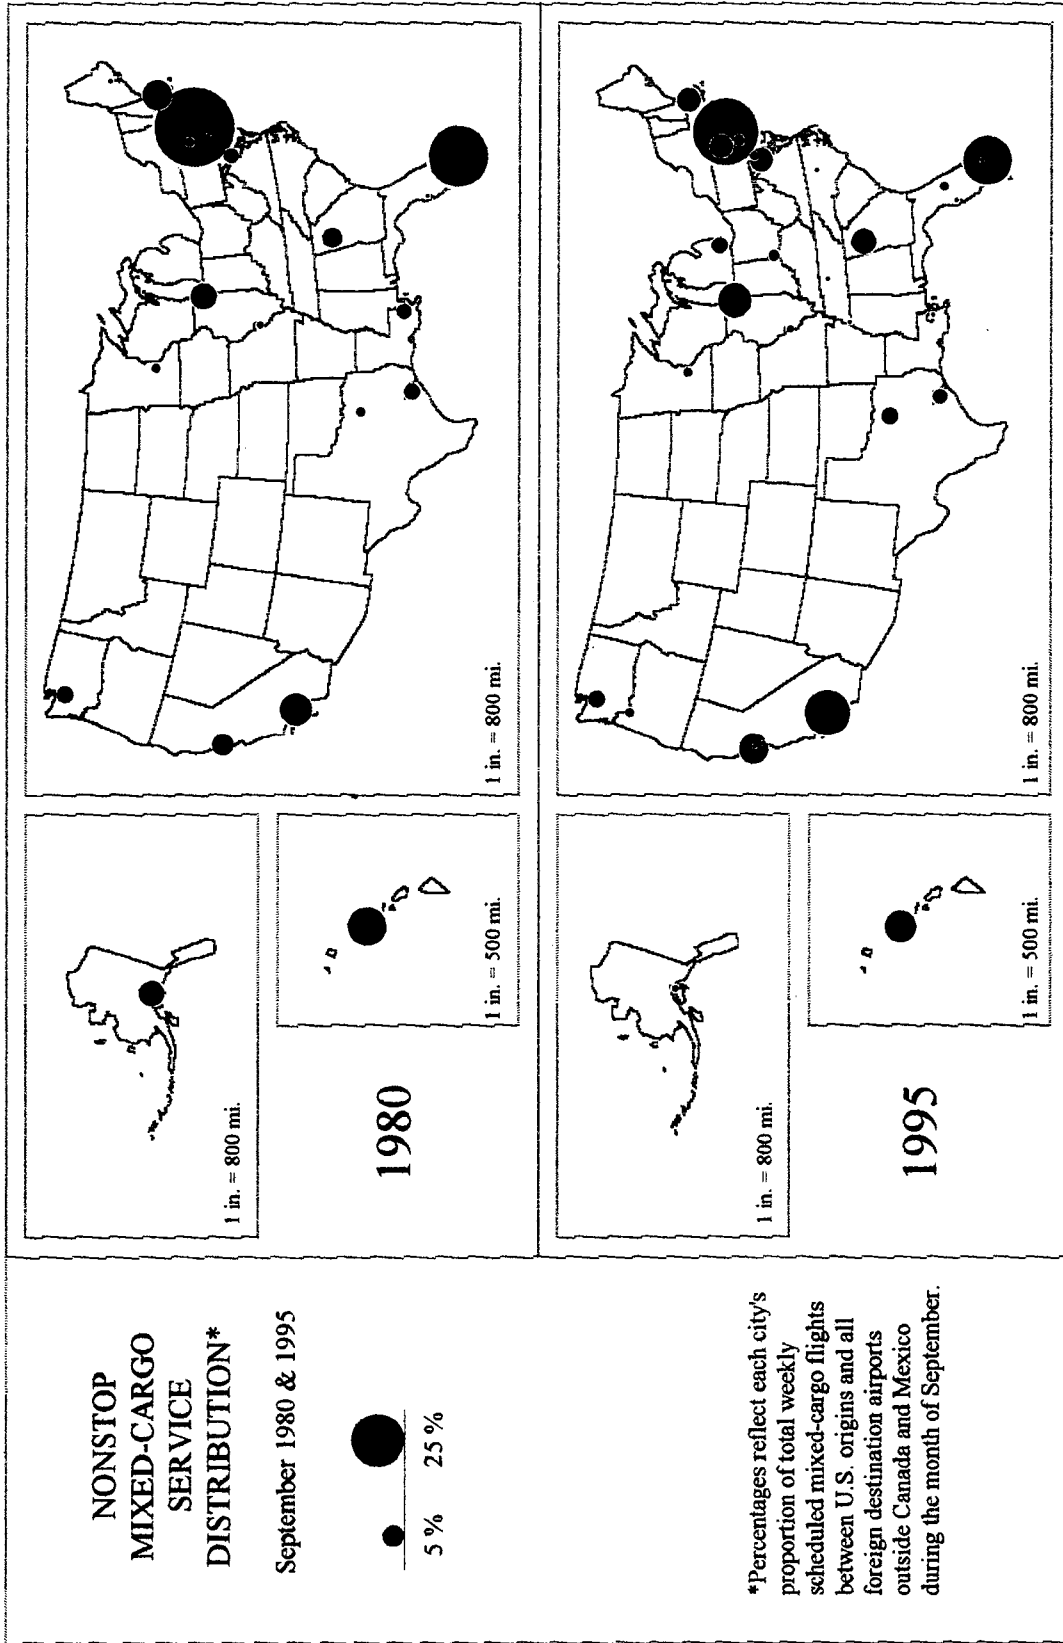 NONSTOP
MIXED-CARGO
SERVICE
DISTRIBUTION*
September 1980 & 1995
5 % 25 %
*Percentages reflect each city's
proportion of total weekly
scheduled mixed-cargo flights
between U.S. origins and all
foreign destination airports
outside Canada and Mexico
during the month of September.
1 in. = 800 mi.
1980
1 in. = 500 mi.
1 in. = 800 mi.
1 in. = 800 mi.
1995
1 in. = 500 mi.
1 in. = 800 mi.